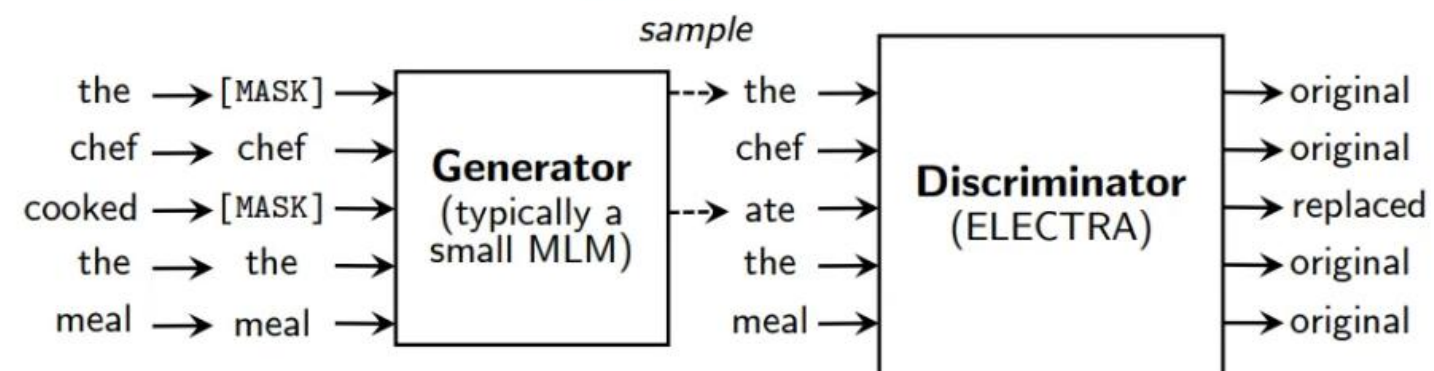 sample
the [MASK] the original
chef chef chef original
cooked [MASK] ate replaced
the the the original
meal meal meal original
Generator
(typically a
small MLM)
Discriminator
(ELECTRA)